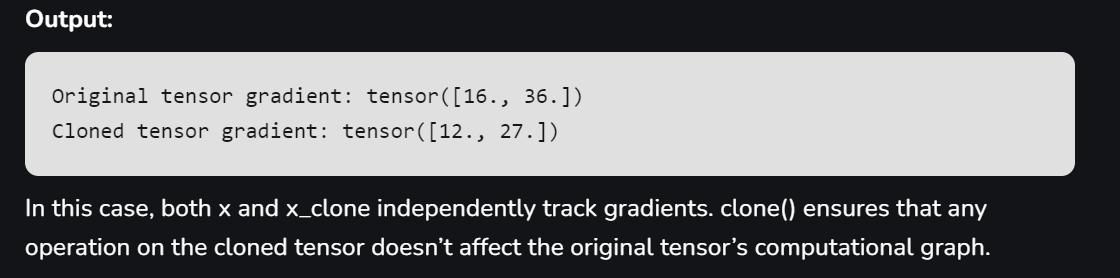 Output:
Original tensor gradient: tensor([16., 36.])
Cloned tensor gradient: tensor([12., 27.])
In this case, both x and x_clone independently track gradients. clone() ensures that any
operation on the cloned tensor doesn’t affect the original tensor’s computational graph.